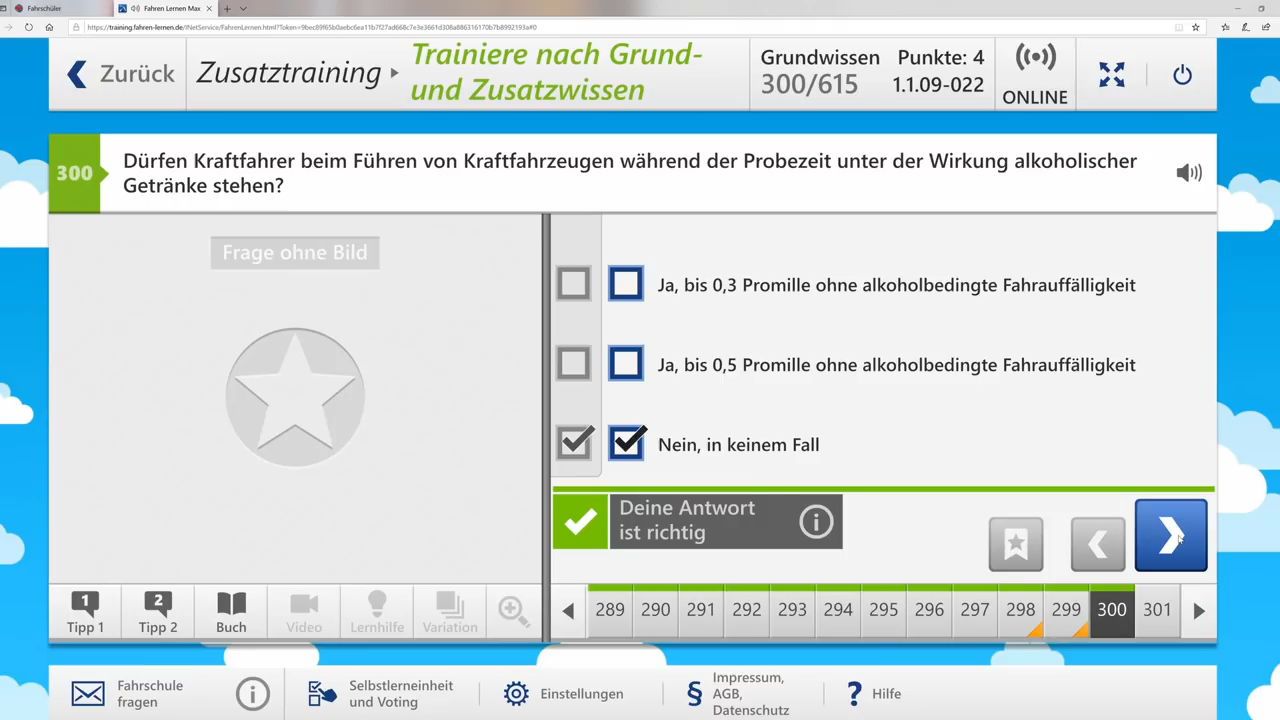 Fahrschüler
Fahren Lernen Max
Zurück
Zusatztraining
Trainiere nach Grund-
und Zusatzwissen
Grundwissen
300/615
Punkte: 4
1.1.09-022
ONLINE
300
Dürfen Kraftfahrer beim Führen von Kraftfahrzeugen während der Probezeit unter der Wirkung alkoholischer
Getränke stehen?
Frage ohne Bild
Ja, bis 0,3 Promille ohne alkoholbedingte Fahrauffälligkeit
Ja, bis 0,5 Promille ohne alkoholbedingte Fahrauffälligkeit
Nein, in keinem Fall
Deine Antwort
ist richtig
1
Tipp 1
2
Tipp 2
Buch
Video
Lernhilfe
Variation
289 290 291 292 293 294 295 296 297 298 299 300 301
Fahrschule
fragen
Selbstlerneinheit
und Voting
Einstellungen
§
Impressum,
AGB,
Datenschutz
?
Hilfe